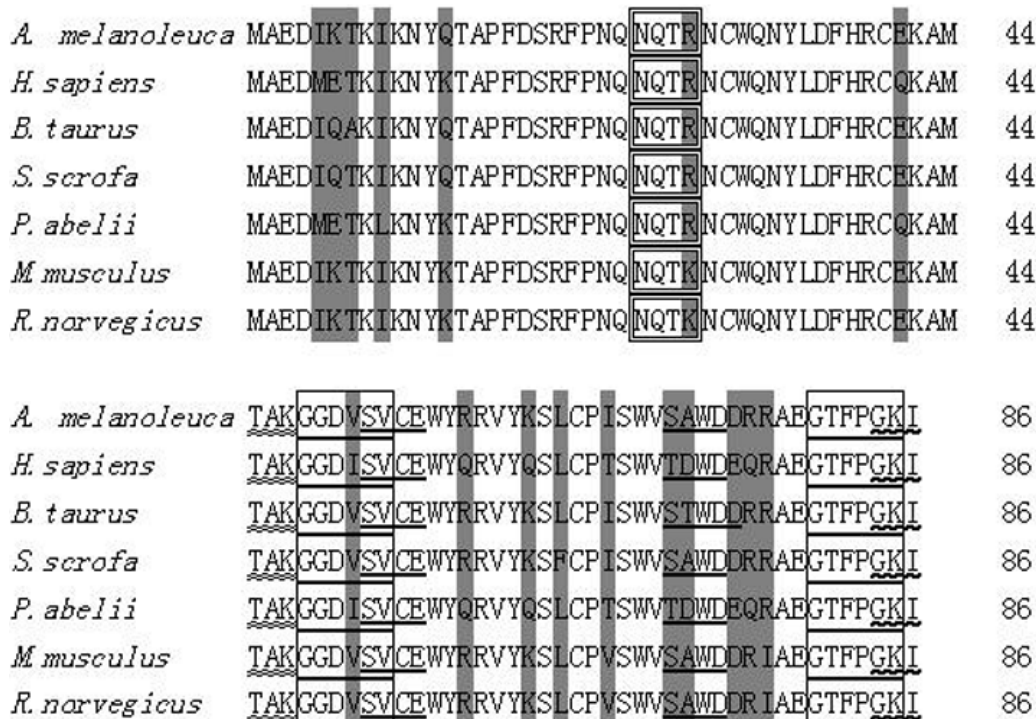 A. melanoleuca MAEDIKTKIKNYQTAPFDSRFPNQNQTRNCWQNYLDFHRCEKAM 44
H. sapiens MAEDMETKIKNYKTAPFDSRFPNQNQTRNCWQNYLDFHRCQKAM 44
B. taurus MAEDIQAKIKNYQTAPFDSRFPNQNQTRNCWQNYLDFHRCEKAM 44
S. scrofa MAEDIQTKIKNYQTAPFDSRFPNQNQTRNCWQNYLDFHRCEKAM 44
P. abelii MAEDMETKLKNYKTAPFDSRFPNQNQTRNCWQNYLDFHRCQKAM 44
M. musculus MAEDIKTKIKNYKTAPFDSRFPNQNQTKNCWQNYLDFHRCEKAM 44
R. norvegicus MAEDIKTKIKNYKTAPFDSRFPNQNQTKNCWQNYLDFHRCEKAM 44
A. melanoleuca TAKGGDVSVCEWYRRVYKSLCPISWVSAWDDRRAEGTFPGKI 86
H. sapiens TAKGGDISVCEWYQRVYQSLCPTSWVTDWDEQRAEGTFPGKI 86
B. taurus TAKGGDVSVCEWYRRVYKSLCPISWVSTWDDRRAEGTFPGKI 86
S. scrofa TAKGGDVSVCEWYRRVYKSFCPISWVSAWDDRRAEGTFPGKI 86
P. abelii TAKGGDISVCEWYQRVYQSLCPTSWVTDWDEQRAEGTFPGKI 86
M. musculus TAKGGDVSVCEWYRRVYKSLCPVSWVSAWDDRIAEGTFPGKI 86
R. norvegicus TAKGGDVSVCEWYRRVYKSLCPVSWVSAWDDRIAEGTFPGKI 86